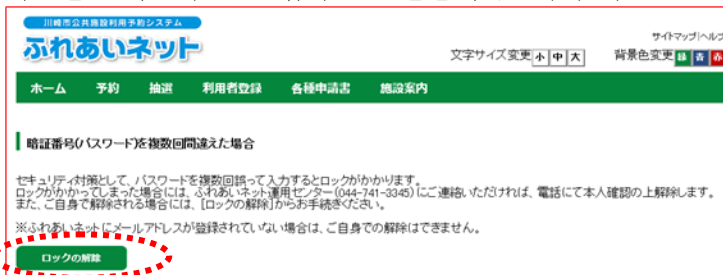 川崎市公共施設利用予約システム
ふれあいネット
サイトマップ|ヘルプ
文字サイズ変更 小 中 大 背景色変更 緑 青 赤
ホーム 予約 抽選 利用者登録 各種申請書 施設案内
暗証番号(パスワード)を複数回間違えた場合
セキュリティ対策として、パスワードを複数回誤って入力するとロックがかかります。
ロックがかかってしまった場合には、ふれあいネット運用センター(044-741-3345)にご連絡いただければ、電話にて本人確認の上解除します。
また、ご自身で解除される場合には、[ロックの解除]からお手続きください。
※ふれあいネットにメールアドレスが登録されていない場合は、ご自身での解除はできません。
ロックの解除